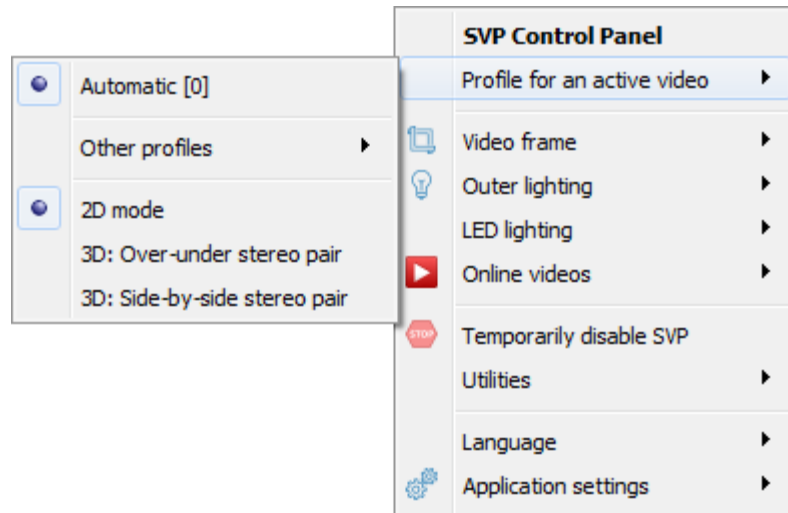 SVP Control Panel
Profile for an active video
Automatic [0]
Other profiles
2D mode
3D: Over-under stereo pair
3D: Side-by-side stereo pair
Video frame
Outer lighting
LED lighting
Online videos
STOP
Temporarily disable SVP
Utilities
Language
Application settings